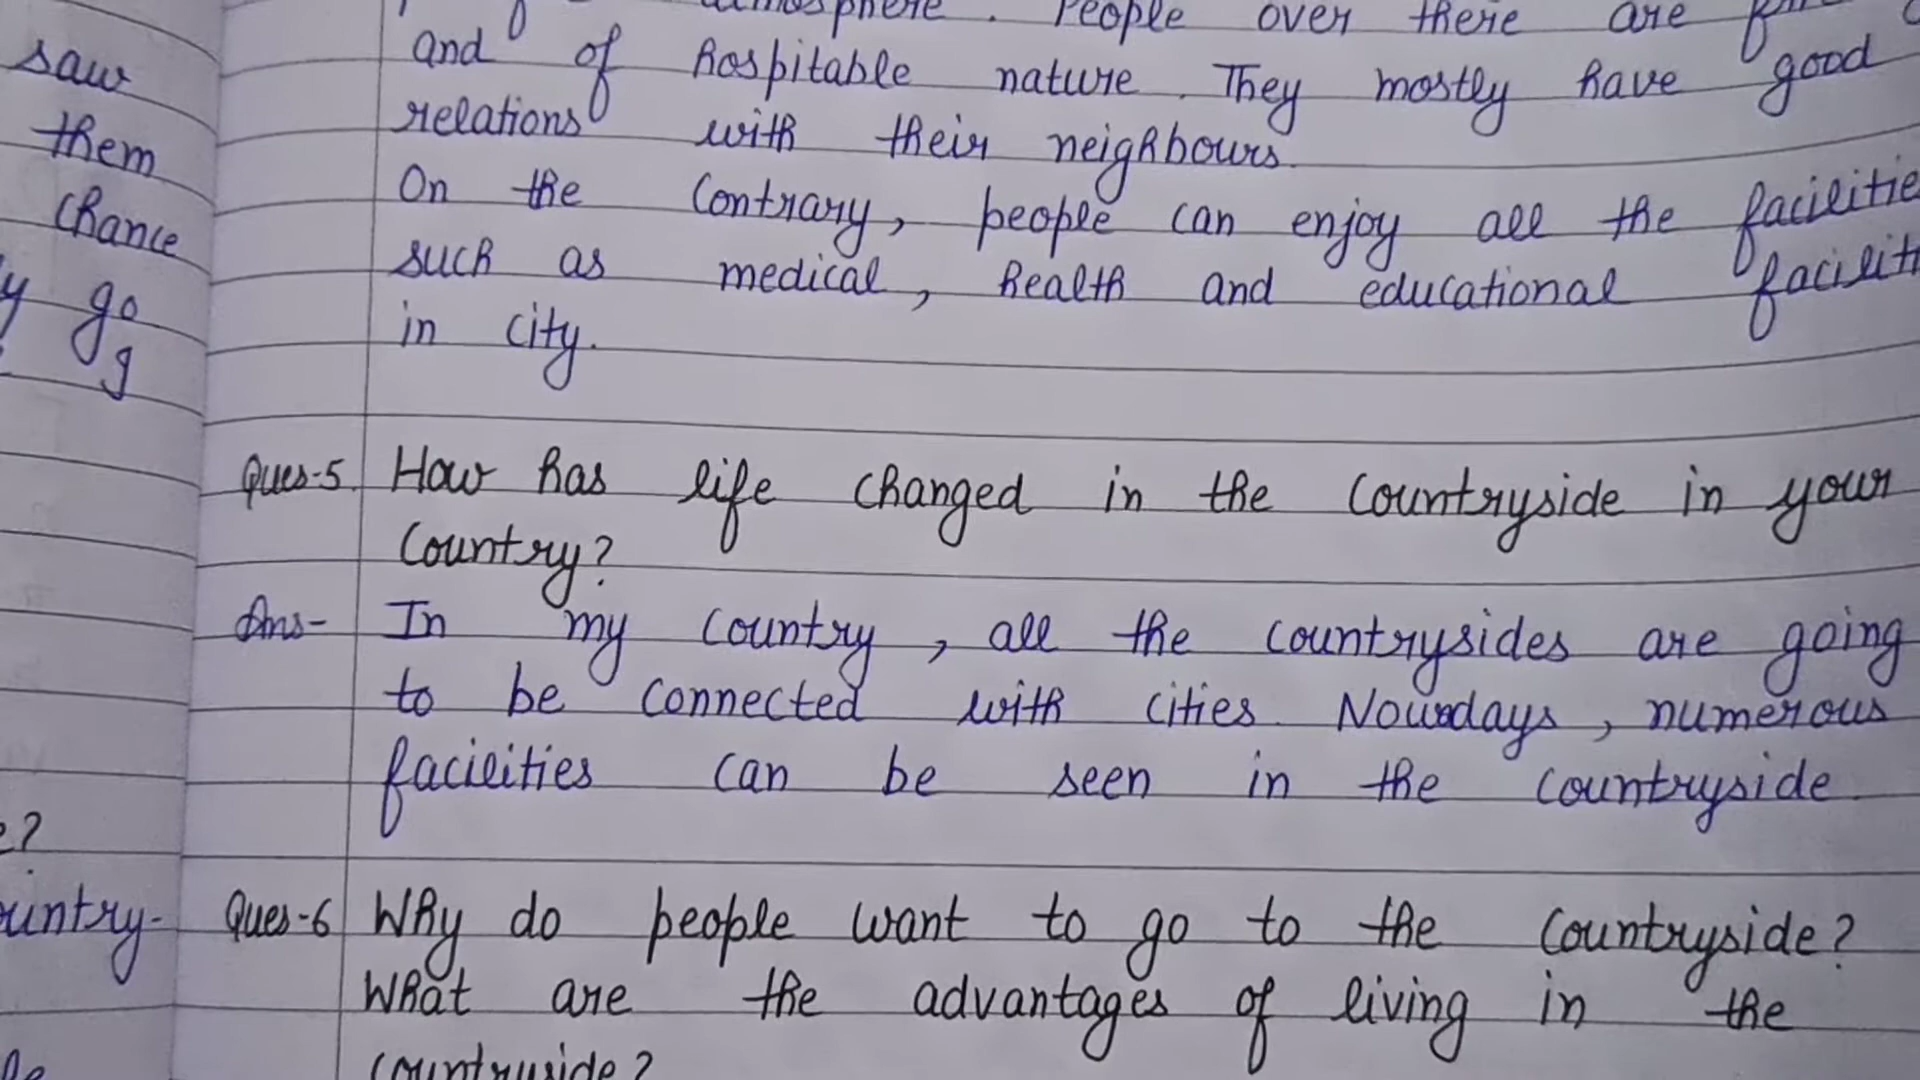 saw
them
chance
go
g
?
untry-
atmosphere. People over there are
and of hospitable nature. They mostly have good
relations with their neighbours.
On the contrary, people can enjoy all the facilitie
such as medical, health and educational facilit
in city.
Ques-5. How has life changed in the countryside in your
country?
Ans- In my country, all the countrysides are going
to be connected with cities. Nowdays, numerous
facilities can be seen in the countryside
Ques-6 Why do people want to go to the countryside?
What are the advantages of living in the
countryside?